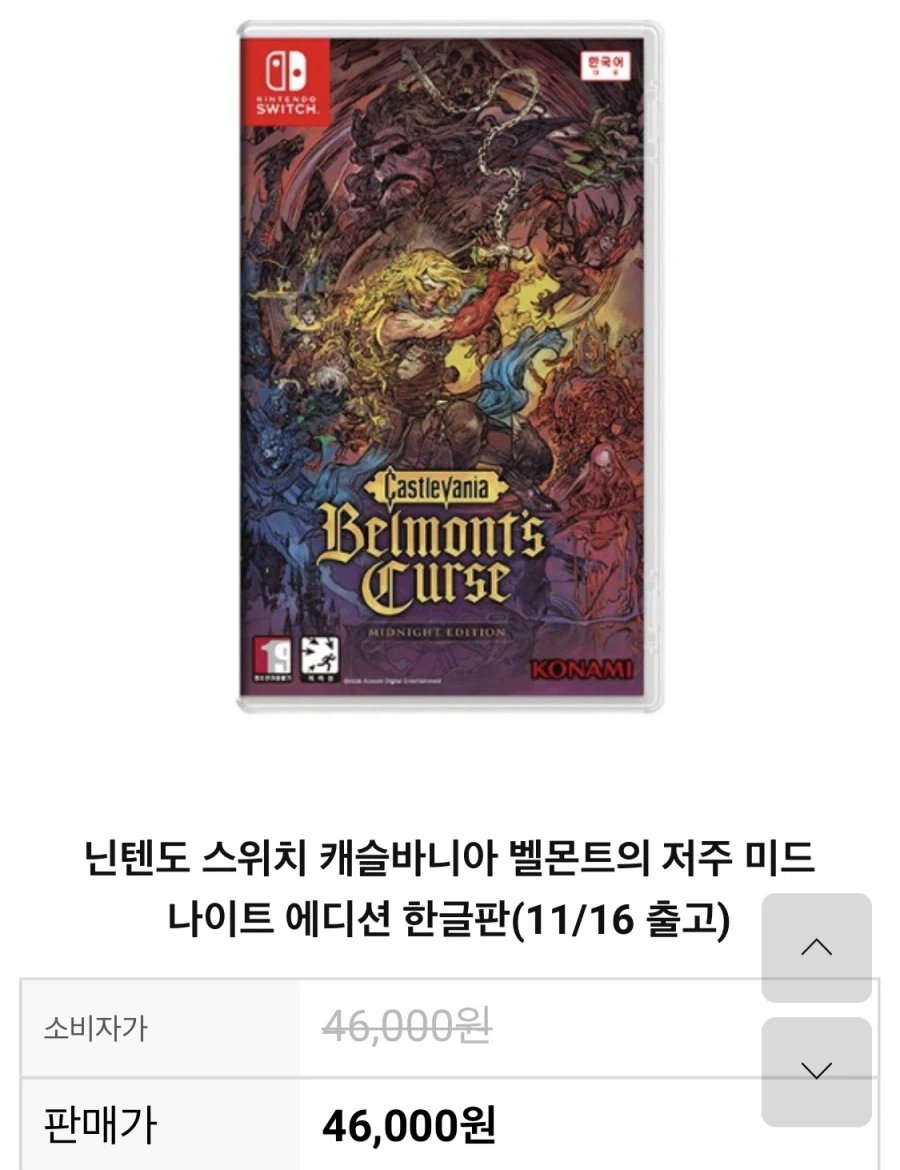 NINTENDO
SWITCH
한국어
Castlevania
Belmont's
Curse
MIDNIGHT EDITION
19
KONAMI
닌텐도 스위치 캐슬바니아 벨몬트의 저주 미드
나이트 에디션 한글판(11/16 출고)
소비자가
46,000원
판매가
46,000원